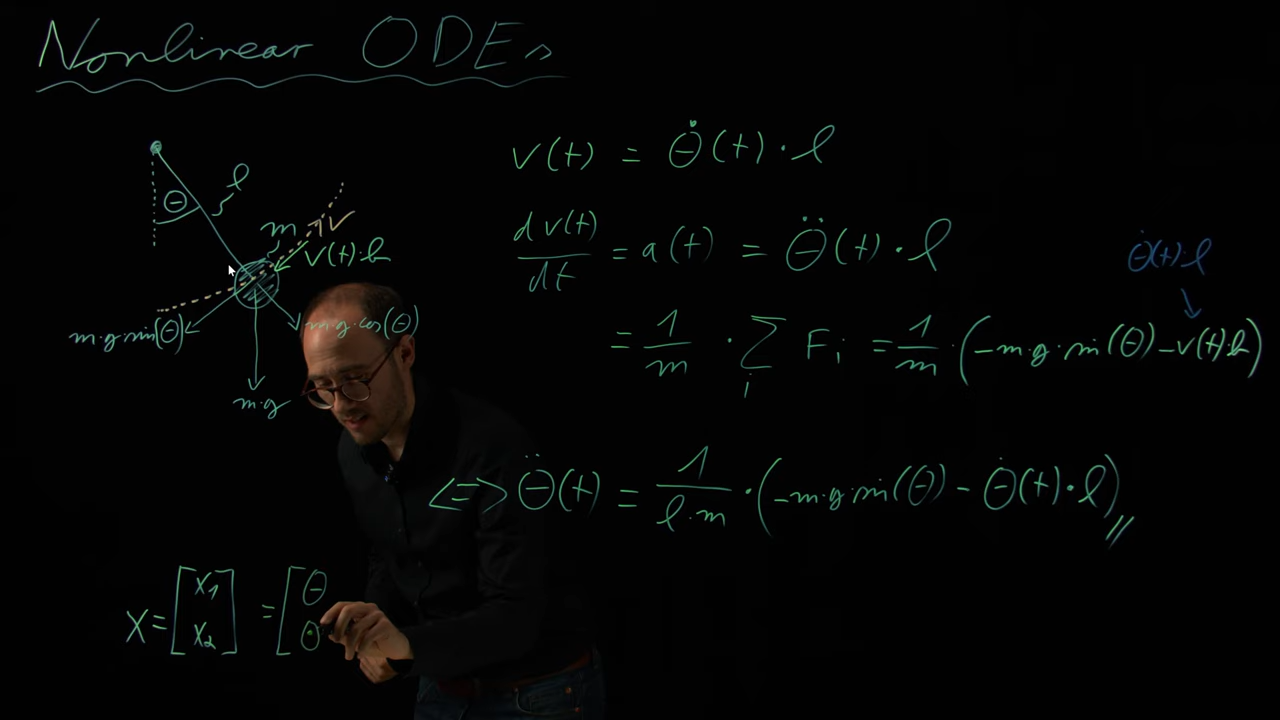 Nonlinear ODEs
Θ
l
m
v
v(t)·k
m·g·sin(Θ)
m·g·cos(Θ)
m·g
v(t) = Θ̇(t)·l
dv(t)/dt = a(t) = Θ̈(t)·l
Θ̇(t)·l
= 1/m · Σ_i F_i = 1/m · (-m·g·sin(Θ) - v(t)·k)
<=> Θ̈(t) = 1/(l·m) · (-m·g·sin(Θ) - Θ̇(t)·l)
x = [x1 x2] = [Θ Θ